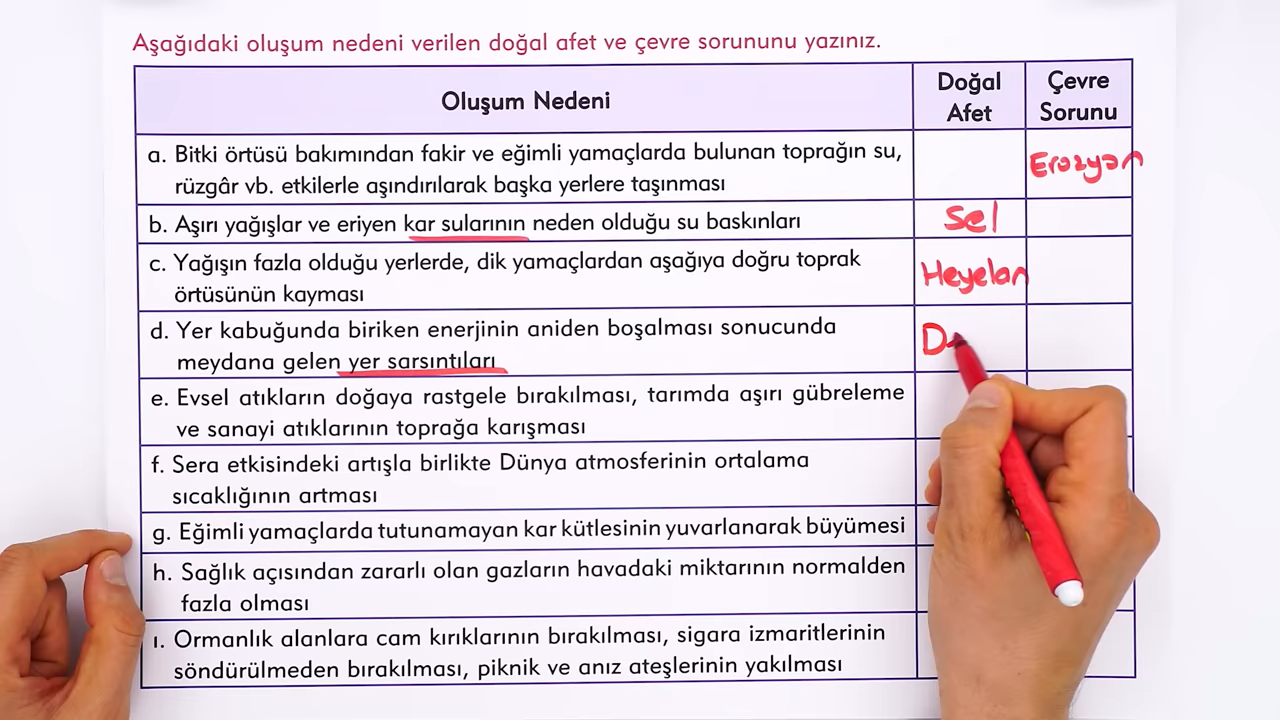 Aşağıdaki oluşum nedeni verilen doğal afet ve çevre sorununu yazınız.
Oluşum Nedeni
Doğal
Afet
Çevre
Sorunu
a. Bitki örtüsü bakımından fakir ve eğimli yamaçlarda bulunan toprağın su,
rüzgâr vb. etkilerle aşındırılarak başka yerlere taşınması
Erozyon
b. Aşırı yağışlar ve eriyen kar sularının neden olduğu su baskınları
Sel
c. Yağışın fazla olduğu yerlerde, dik yamaçlardan aşağıya doğru toprak
örtüsünün kayması
Heyelan
d. Yer kabuğunda biriken enerjinin aniden boşalması sonucunda
meydana gelen yer sarsıntıları
e. Evsel atıkların doğaya rastgele bırakılması, tarımda aşırı gübreleme
ve sanayi atıklarının toprağa karışması
f. Sera etkisindeki artışla birlikte Dünya atmosferinin ortalama
sıcaklığının artması
g. Eğimli yamaçlarda tutunamayan kar kütlesinin yuvarlanarak büyümesi
h. Sağlık açısından zararlı olan gazların havadaki miktarının normalden
fazla olması
ı. Ormanlık alanlara cam kırıklarının bırakılması, sigara izmaritlerinin
söndürülmeden bırakılması, piknik ve anız ateşlerinin yakılması